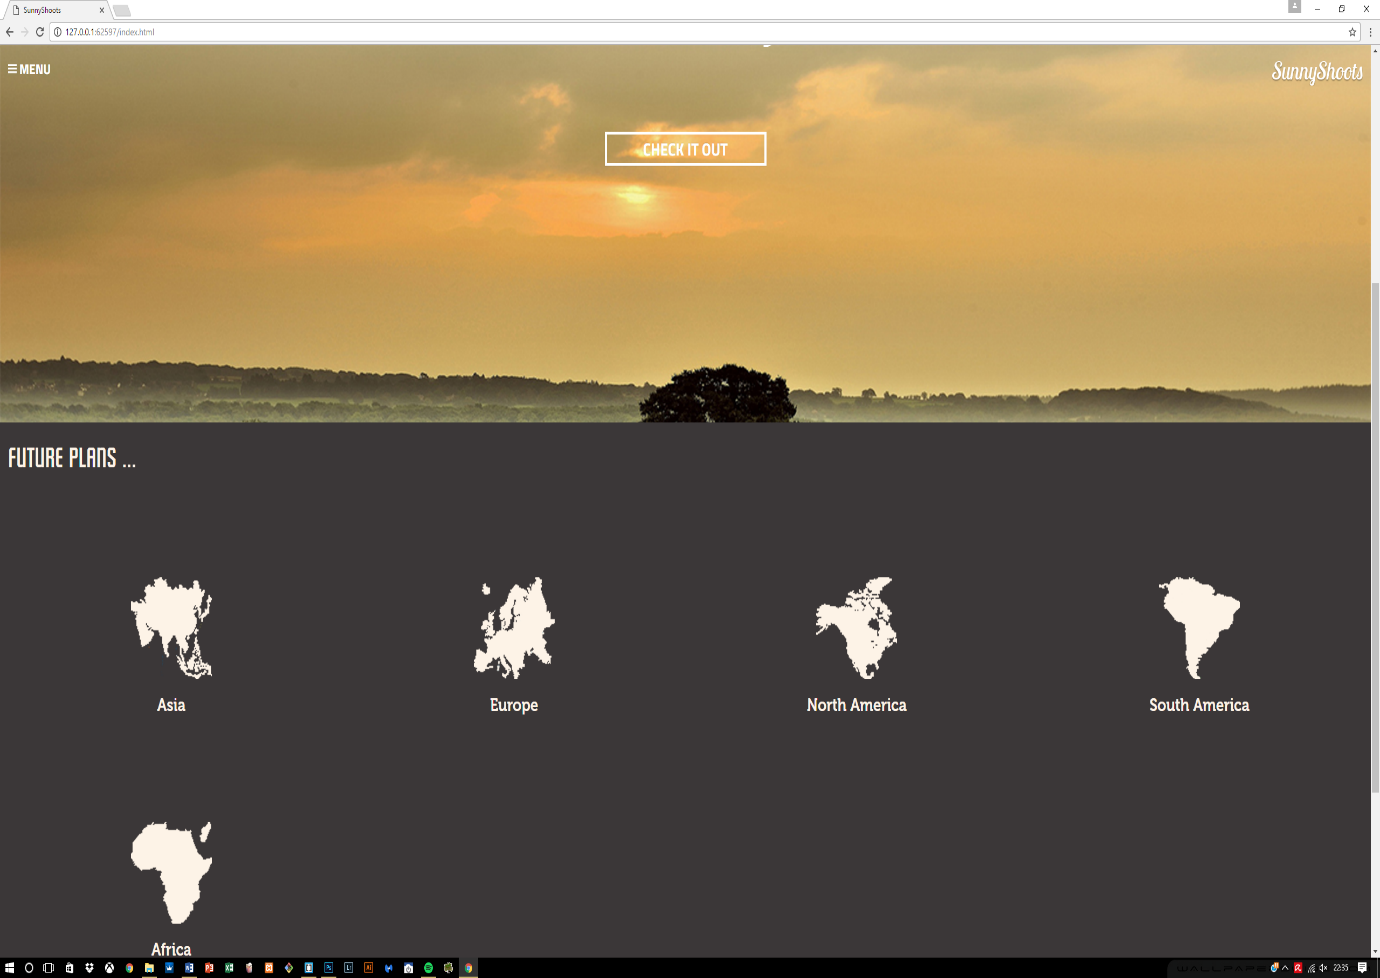 SunnyShoots
127.0.0.1:62597/index.html
MENU
SunnyShoots
CHECK IT OUT
FUTURE PLANS ...
Asia
Europe
North America
South America
Africa
22:35